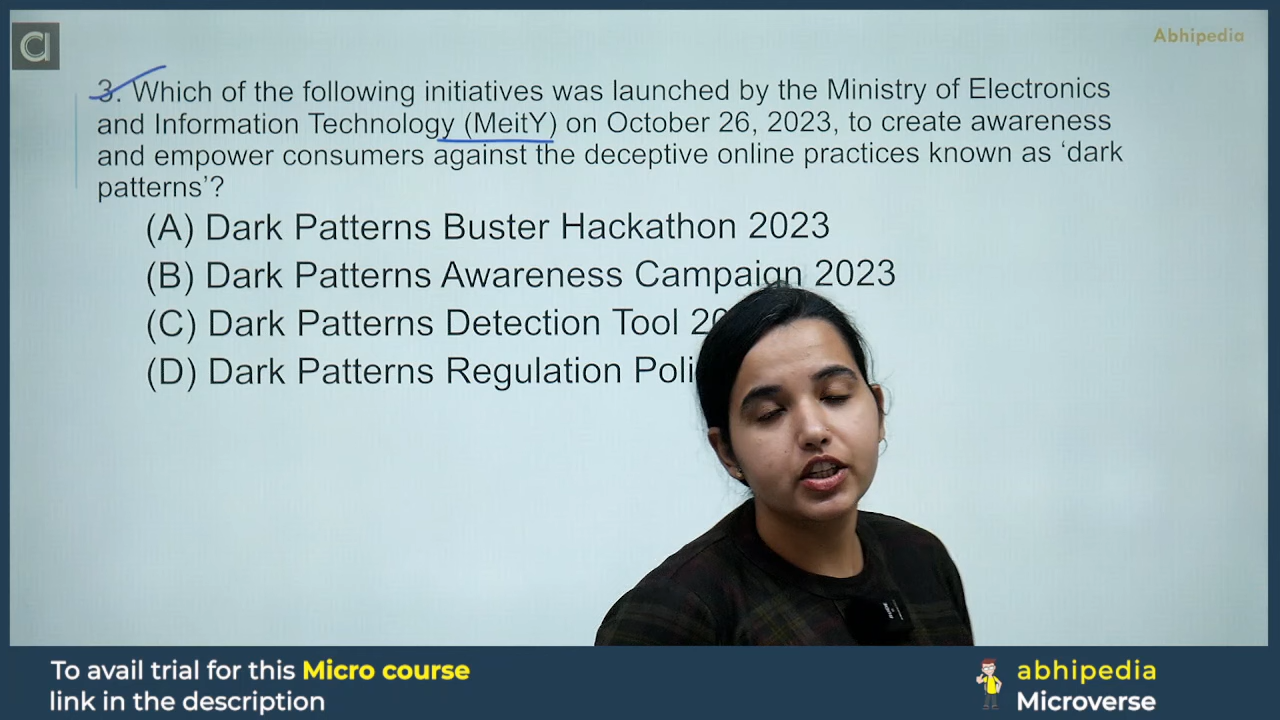 Abhipedia
3. Which of the following initiatives was launched by the Ministry of Electronics
and Information Technology (MeitY) on October 26, 2023, to create awareness
and empower consumers against the deceptive online practices known as ‘dark
patterns’?
(A) Dark Patterns Buster Hackathon 2023
(B) Dark Patterns Awareness Campaign 2023
(C) Dark Patterns Detection Tool
(D) Dark Patterns Regulation
To avail trial for this Micro course
link in the description
abhipedia
Microverse